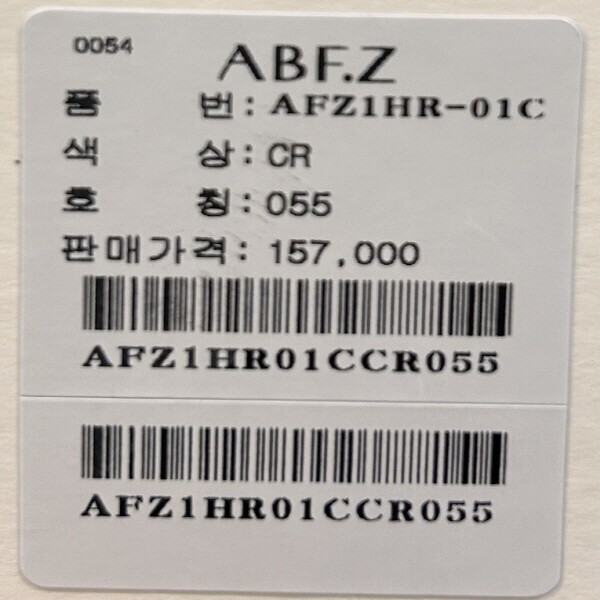 0054
ABF.Z
품 번: AFZ1HR-01C
색 상: CR
호 칭: 055
판매가격: 157,000
AFZ1HR01CCR055
AFZ1HR01CCR055